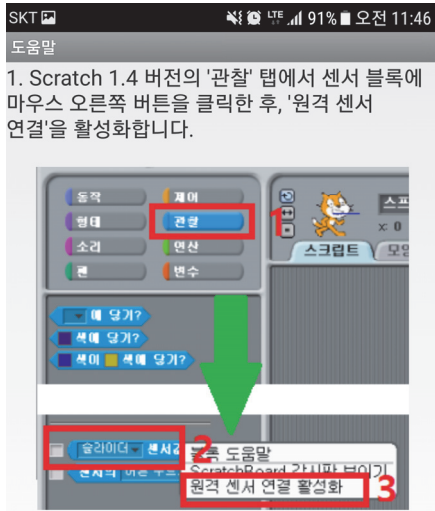 SKT LTE 91% 오전 11:46
도움말
1. Scratch 1.4 버전의 '관찰' 탭에서 센서 블록에
마우스 오른쪽 버튼을 클릭한 후, '원격 센서
연결'을 활성화합니다.
동작 제어
형태 관찰 1
소리 연산
펜 변수
x: 0
스크립트
에 닿기?
색에 닿기?
색이 색에 닿기?
슬라이더 센서 2
블록 도움말
ScratchBoard 감시판 보이기
원격 센서 연결 활성화 3